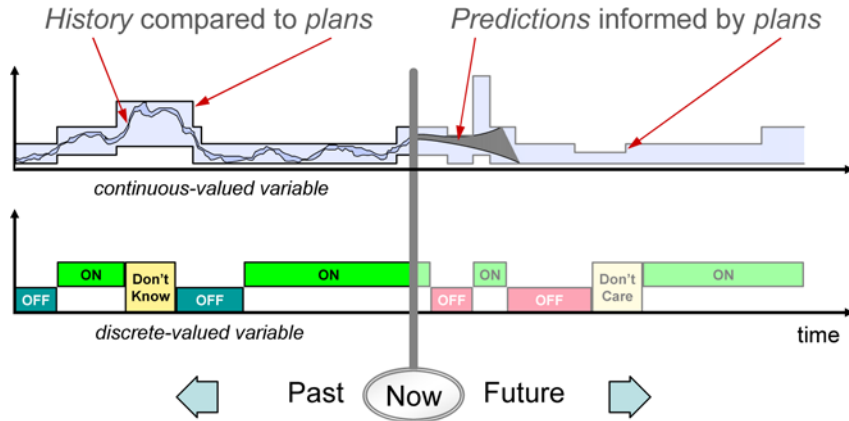 History compared to plans
Predictions informed by plans
continuous-valued variable
ON
Don't
Know
ON
ON
Don't
Care
ON
OFF
OFF
OFF
OFF
discrete-valued variable
time
Past
Now
Future